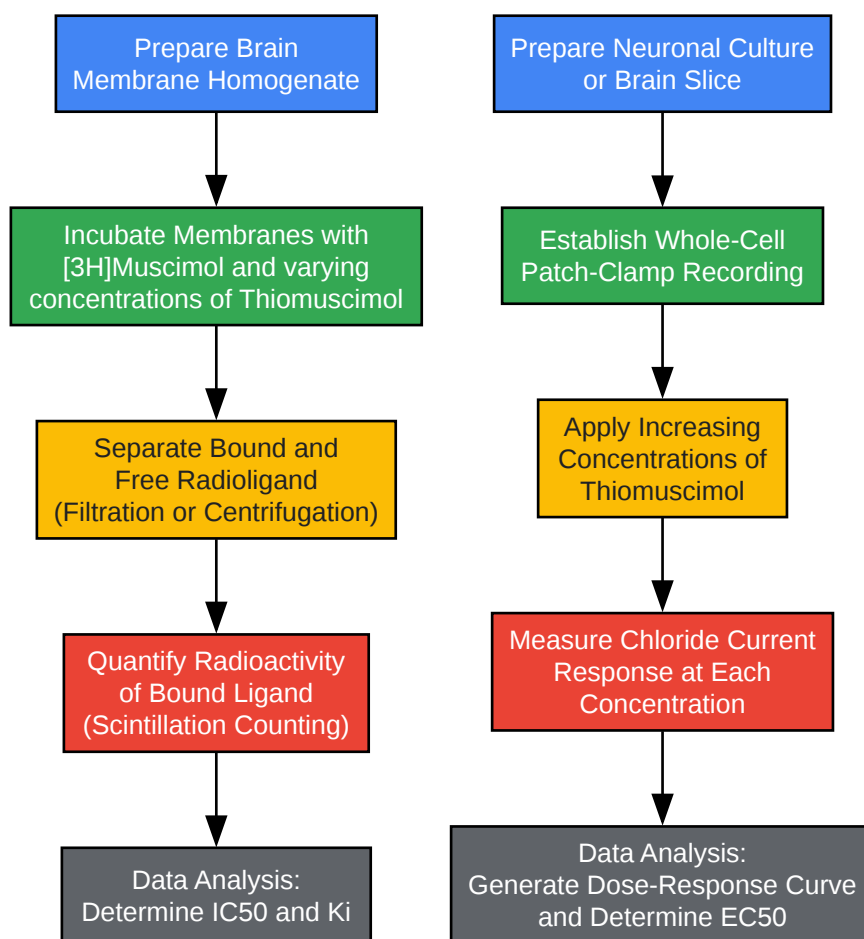 Prepare Brain
Membrane Homogenate
Incubate Membranes with
[3H]Muscimol and varying
concentrations of Thiomuscimol
Separate Bound and
Free Radioligand
(Filtration or Centrifugation)
Quantify Radioactivity
of Bound Ligand
(Scintillation Counting)
Data Analysis:
Determine IC50 and Ki
Prepare Neuronal Culture
or Brain Slice
Establish Whole-Cell
Patch-Clamp Recording
Apply Increasing
Concentrations of
Thiomuscimol
Measure Chloride Current
Response at Each
Concentration
Data Analysis:
Generate Dose-Response Curve
and Determine EC50